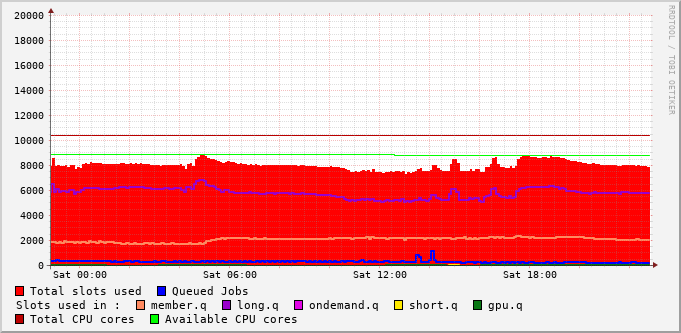 20000
18000
16000
14000
12000
10000
8000
6000
4000
2000
0
Sat 00:00 Sat 06:00 Sat 12:00 Sat 18:00
RRDTOOL / TOBI OETIKER
Total slots used Queued Jobs
Slots used in : member.q long.q ondemand.q short.q gpu.q
Total CPU cores Available CPU cores